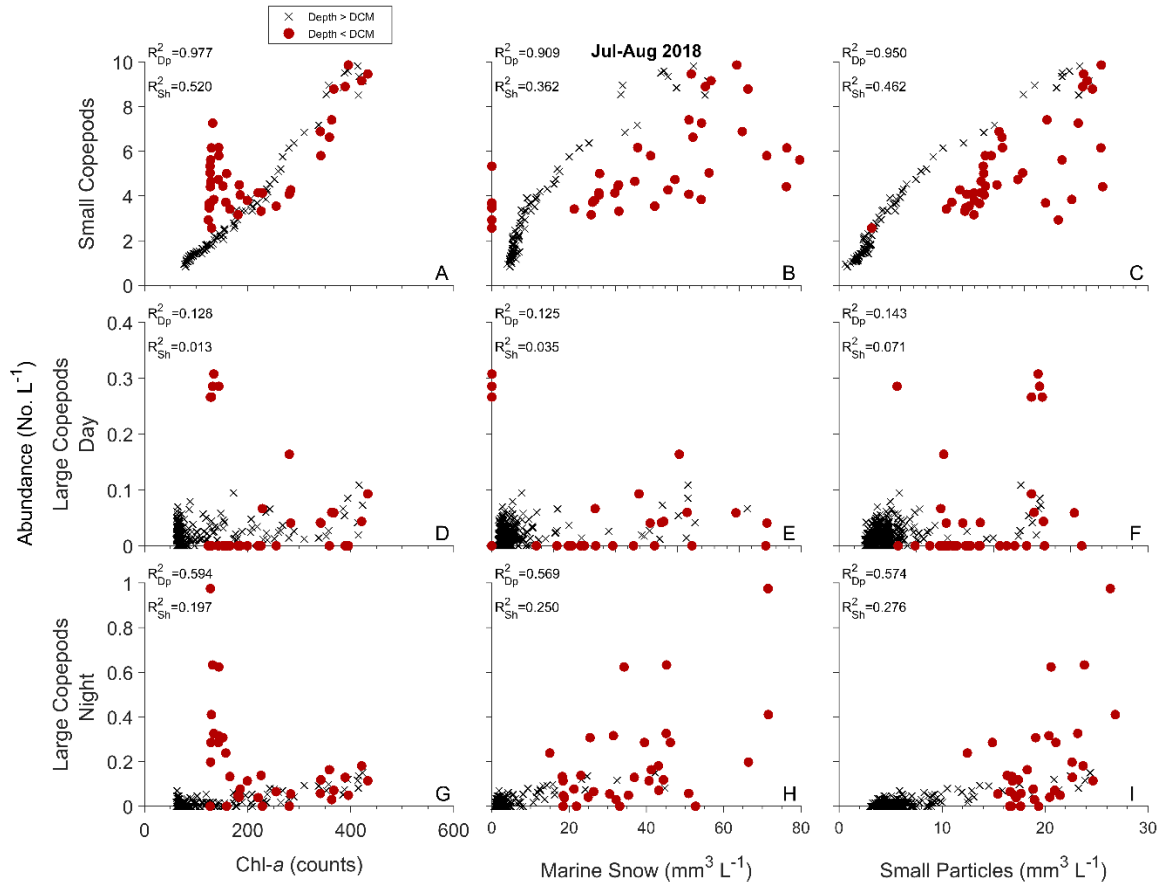 Depth > DCM
Depth < DCM
Jul-Aug 2018
Abundance (No. L⁻¹)
Small Copepods
10
8
6
4
2
0
R²Dp=0.977
R²Sh=0.520
A
R²Dp=0.909
R²Sh=0.362
B
R²Dp=0.950
R²Sh=0.462
C
Large Copepods
Day
0.4
0.3
0.2
0.1
0
R²Dp=0.128
R²Sh=0.013
D
R²Dp=0.125
R²Sh=0.035
E
R²Dp=0.143
R²Sh=0.071
F
Large Copepods
Night
1
0.8
0.6
0.4
0.2
0
R²Dp=0.594
R²Sh=0.197
G
R²Dp=0.569
R²Sh=0.250
H
R²Dp=0.574
R²Sh=0.276
I
0 200 400 600
0 20 40 60 80
0 10 20 30
Chl-a (counts)
Marine Snow (mm³ L⁻¹)
Small Particles (mm³ L⁻¹)